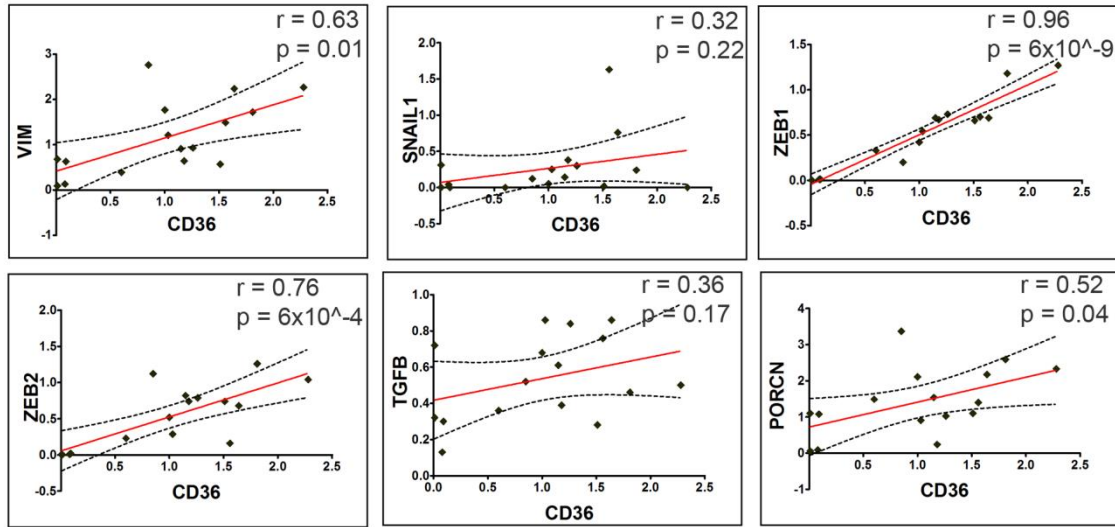 r = 0.63
p = 0.01
3
2
1
0
-1
0.5
1.0
1.5
2.0
2.5
VIM
CD36
r = 0.32
p = 0.22
2.0
1.5
1.0
0.5
0.0
-0.5
0.5
1.0
1.5
2.0
2.5
SNAIL1
CD36
r = 0.96
p = 6x10^-9
1.5
1.0
0.5
0.0
-0.5
0.5
1.0
1.5
2.0
2.5
ZEB1
CD36
r = 0.76
p = 6x10^-4
2.0
1.5
1.0
0.5
0.0
-0.5
0.5
1.0
1.5
2.0
2.5
ZEB2
CD36
r = 0.36
p = 0.17
1.0
0.8
0.6
0.4
0.2
0.0
0.0
0.5
1.0
1.5
2.0
2.5
TGFB
CD36
r = 0.52
p = 0.04
4
3
2
1
0
-1
0.5
1.0
1.5
2.0
2.5
PORCN
CD36